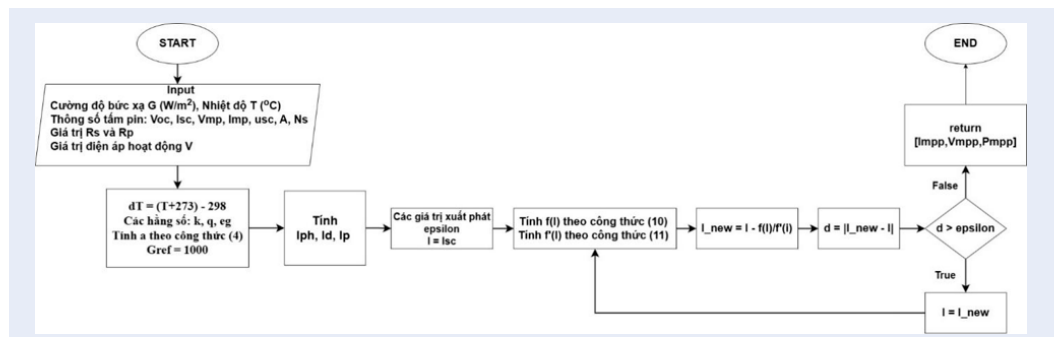 START
Input
Cường độ bức xạ G (W/m²), Nhiệt độ T (°C)
Thông số tấm pin: Voc, Isc, Vmp, Imp, usc, A, Ns
Giá trị Rs và Rp
Giá trị điện áp hoạt động V
dT = (T+273) - 298
Các hằng số: k, q, eg
Tính a theo công thức (4)
Gref = 1000
Tính
Iph, Id, Ip
Các giá trị xuất phát
epsilon
I = Isc
Tính f(I) theo công thức (10)
Tính f'(I) theo công thức (11)
I_new = I - f(I)/f'(i)
d = |I_new - I|
d > epsilon
False
return
[Impp,Vmpp,Pmpp]
END
True
I = I_new